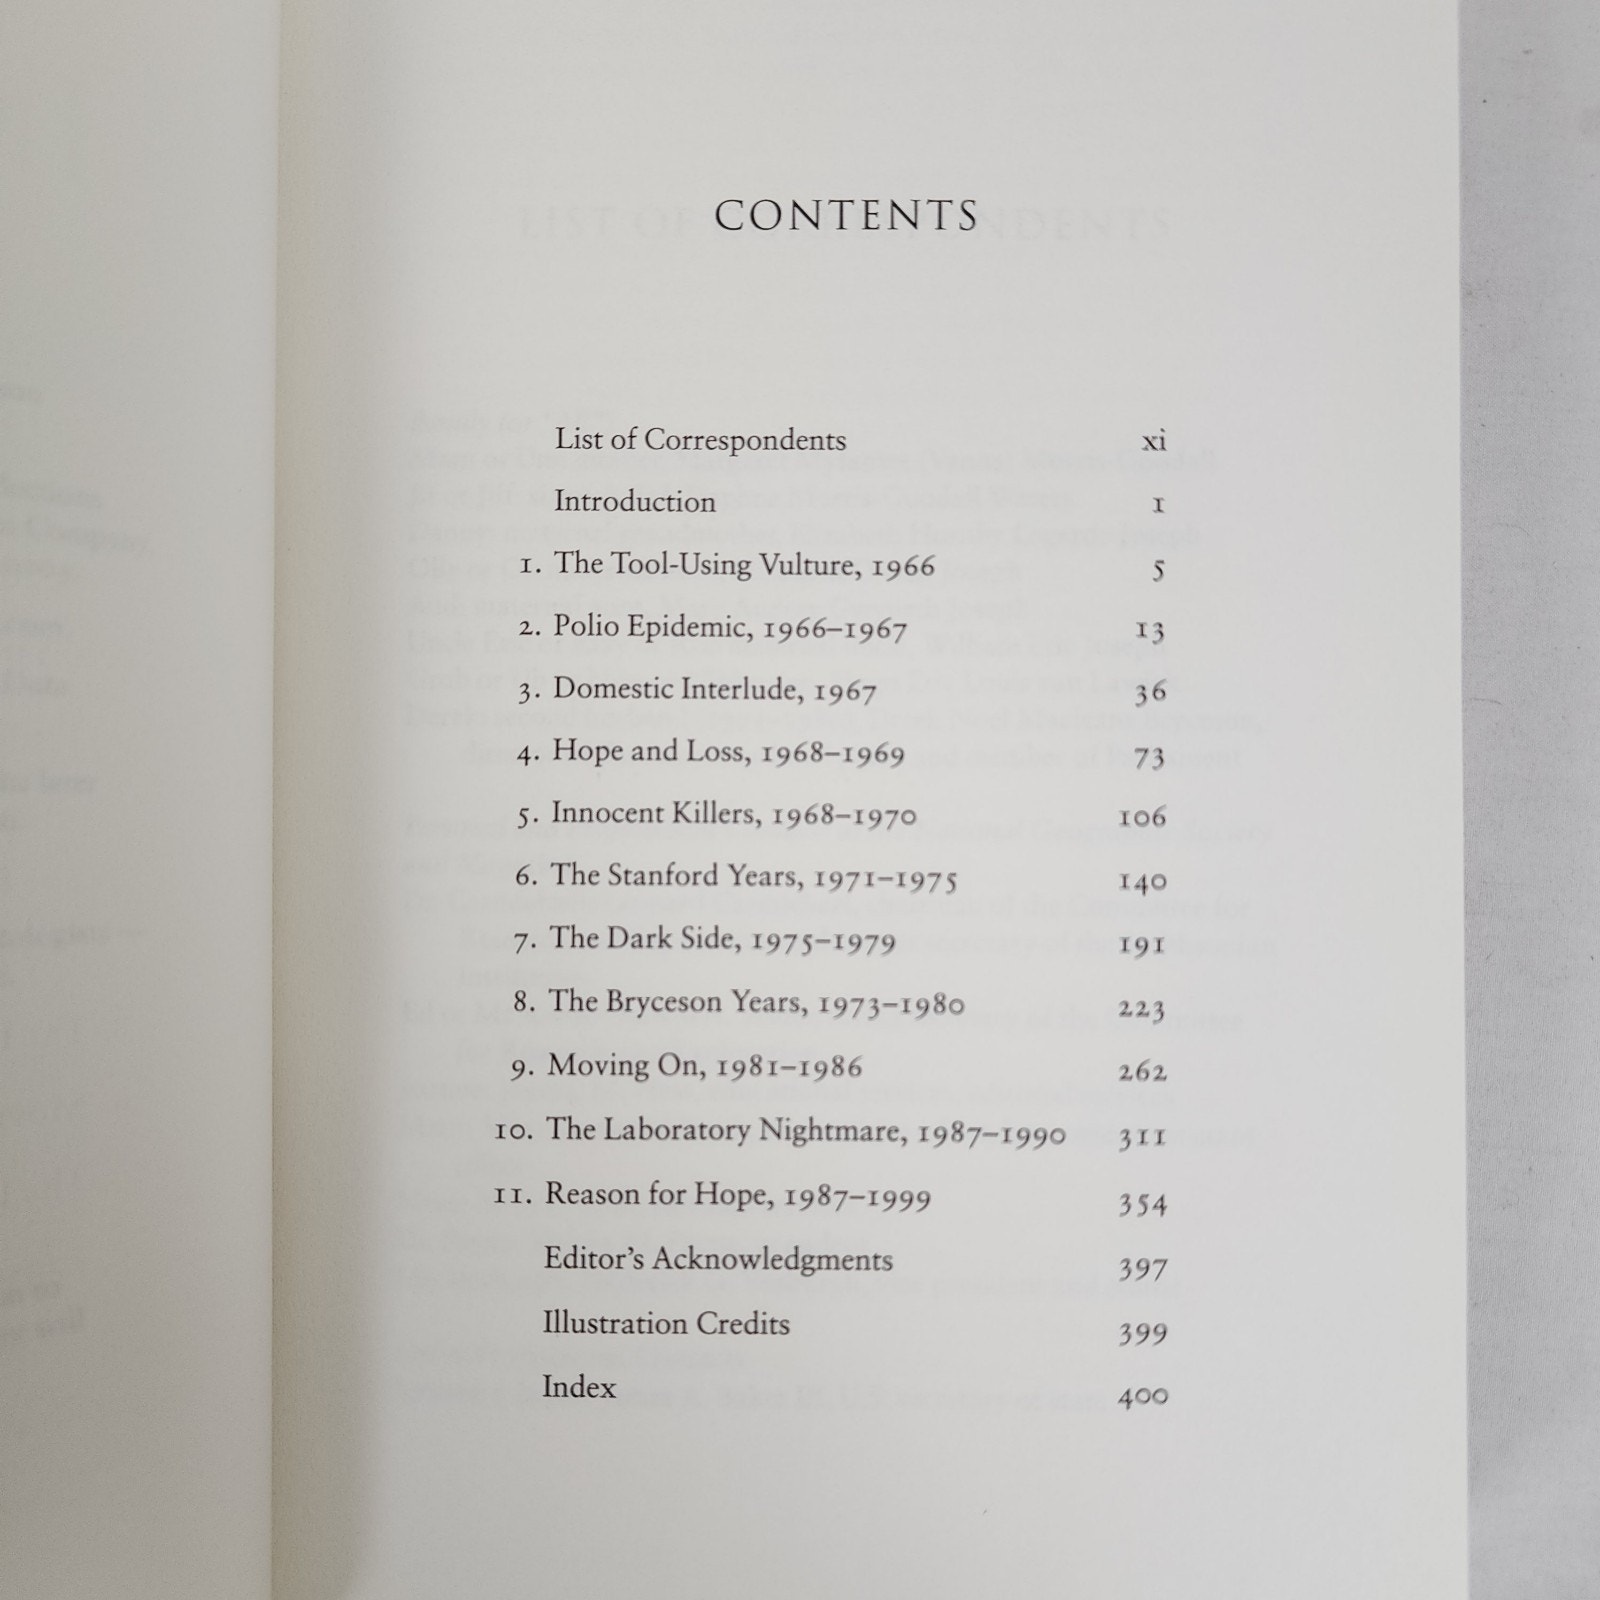 CONTENTS
List of Correspondents xi
Introduction 1
1. The Tool-Using Vulture, 1966 5
2. Polio Epidemic, 1966–1967 13
3. Domestic Interlude, 1967 36
4. Hope and Loss, 1968–1969 73
5. Innocent Killers, 1968–1970 106
6. The Stanford Years, 1971–1975 140
7. The Dark Side, 1975–1979 191
8. The Bryceson Years, 1973–1980 223
9. Moving On, 1981–1986 262
10. The Laboratory Nightmare, 1987–1990 311
11. Reason for Hope, 1987–1999 354
Editor's Acknowledgments 397
Illustration Credits 399
Index 400